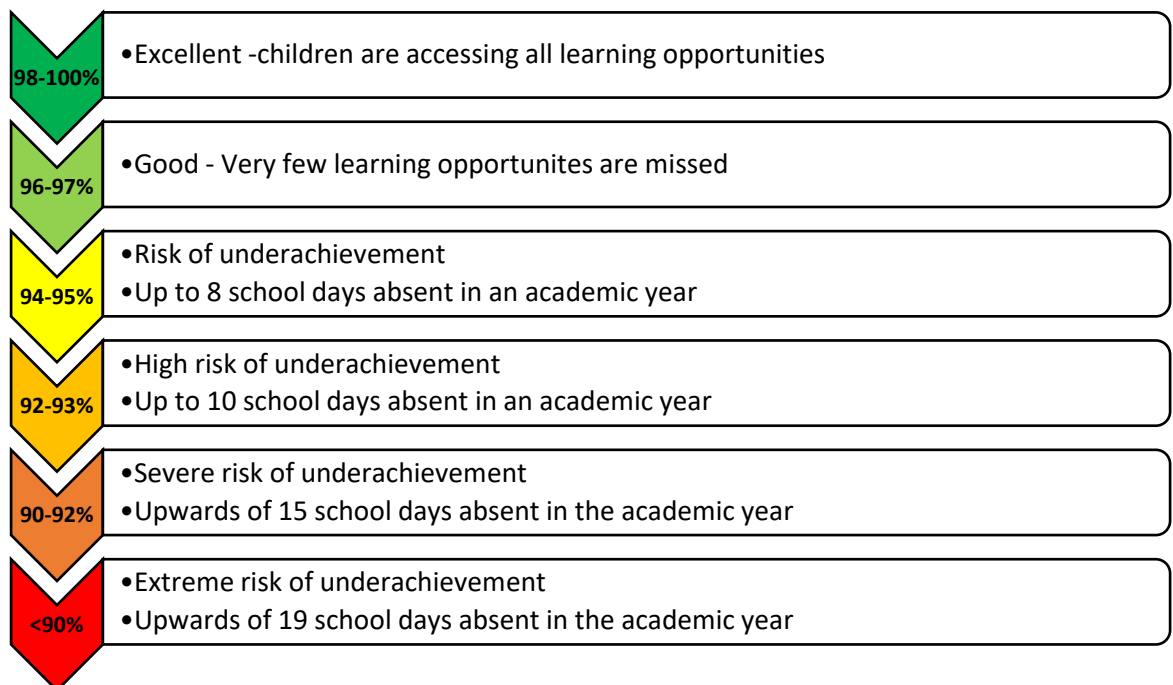 98-100%
•Excellent -children are accessing all learning opportunities
96-97%
•Good - Very few learning opportunites are missed
94-95%
•Risk of underachievement
•Up to 8 school days absent in an academic year
92-93%
•High risk of underachievement
•Up to 10 school days absent in an academic year
90-92%
•Severe risk of underachievement
•Upwards of 15 school days absent in the academic year
<90%
•Extreme risk of underachievement
•Upwards of 19 school days absent in the academic year